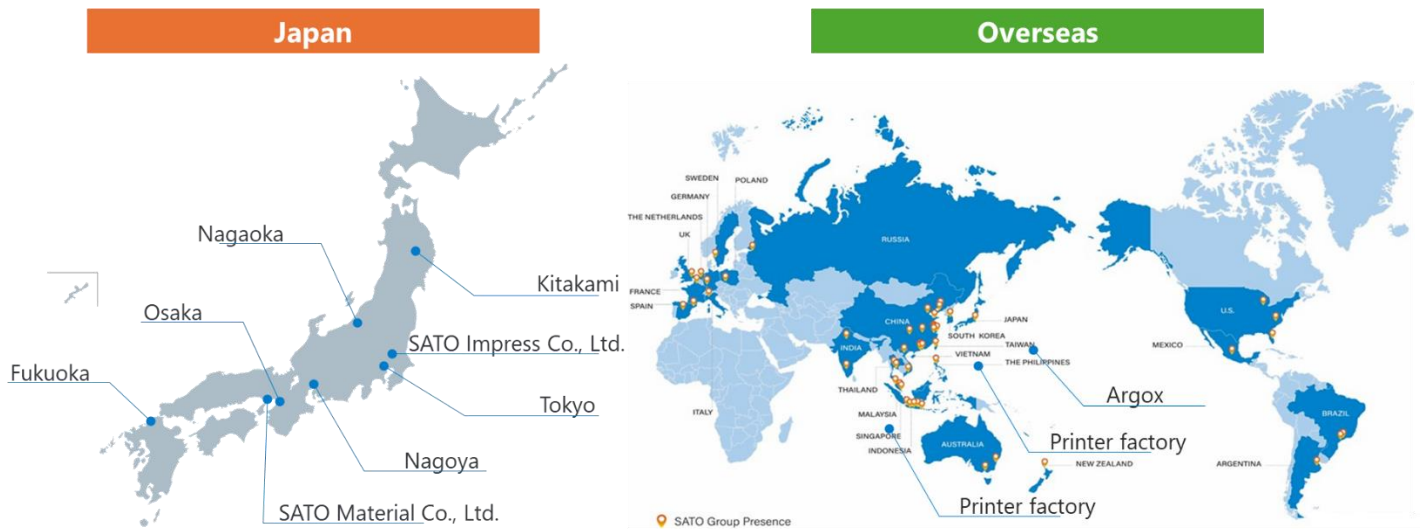 Japan
Nagaoka
Kitakami
Osaka
SATO Impress Co., Ltd.
Fukuoka
Tokyo
Nagoya
SATO Material Co., Ltd.
Overseas
SWEDEN
POLAND
GERMANY
THE NETHERLANDS
UK
RUSSIA
FRANCE
SPAIN
CHINA
JAPAN
SOUTH KOREA
U.S.
INDIA
TAIWAN
MEXICO
VIETNAM
THE PHILIPPINES
THAILAND
Argox
ITALY
MALAYSIA
BRAZIL
SINGAPORE
AUSTRALIA
Printer factory
INDONESIA
NEW ZEALAND
ARGENTINA
Printer factory
SATO Group Presence